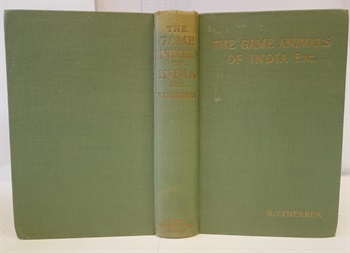 THE
GAME
ANIMALS
OF
INDIA
ETC.
R. LYDEKKER
THE GAME ANIMALS
OF INDIA ETC.
R. LYDEKKER